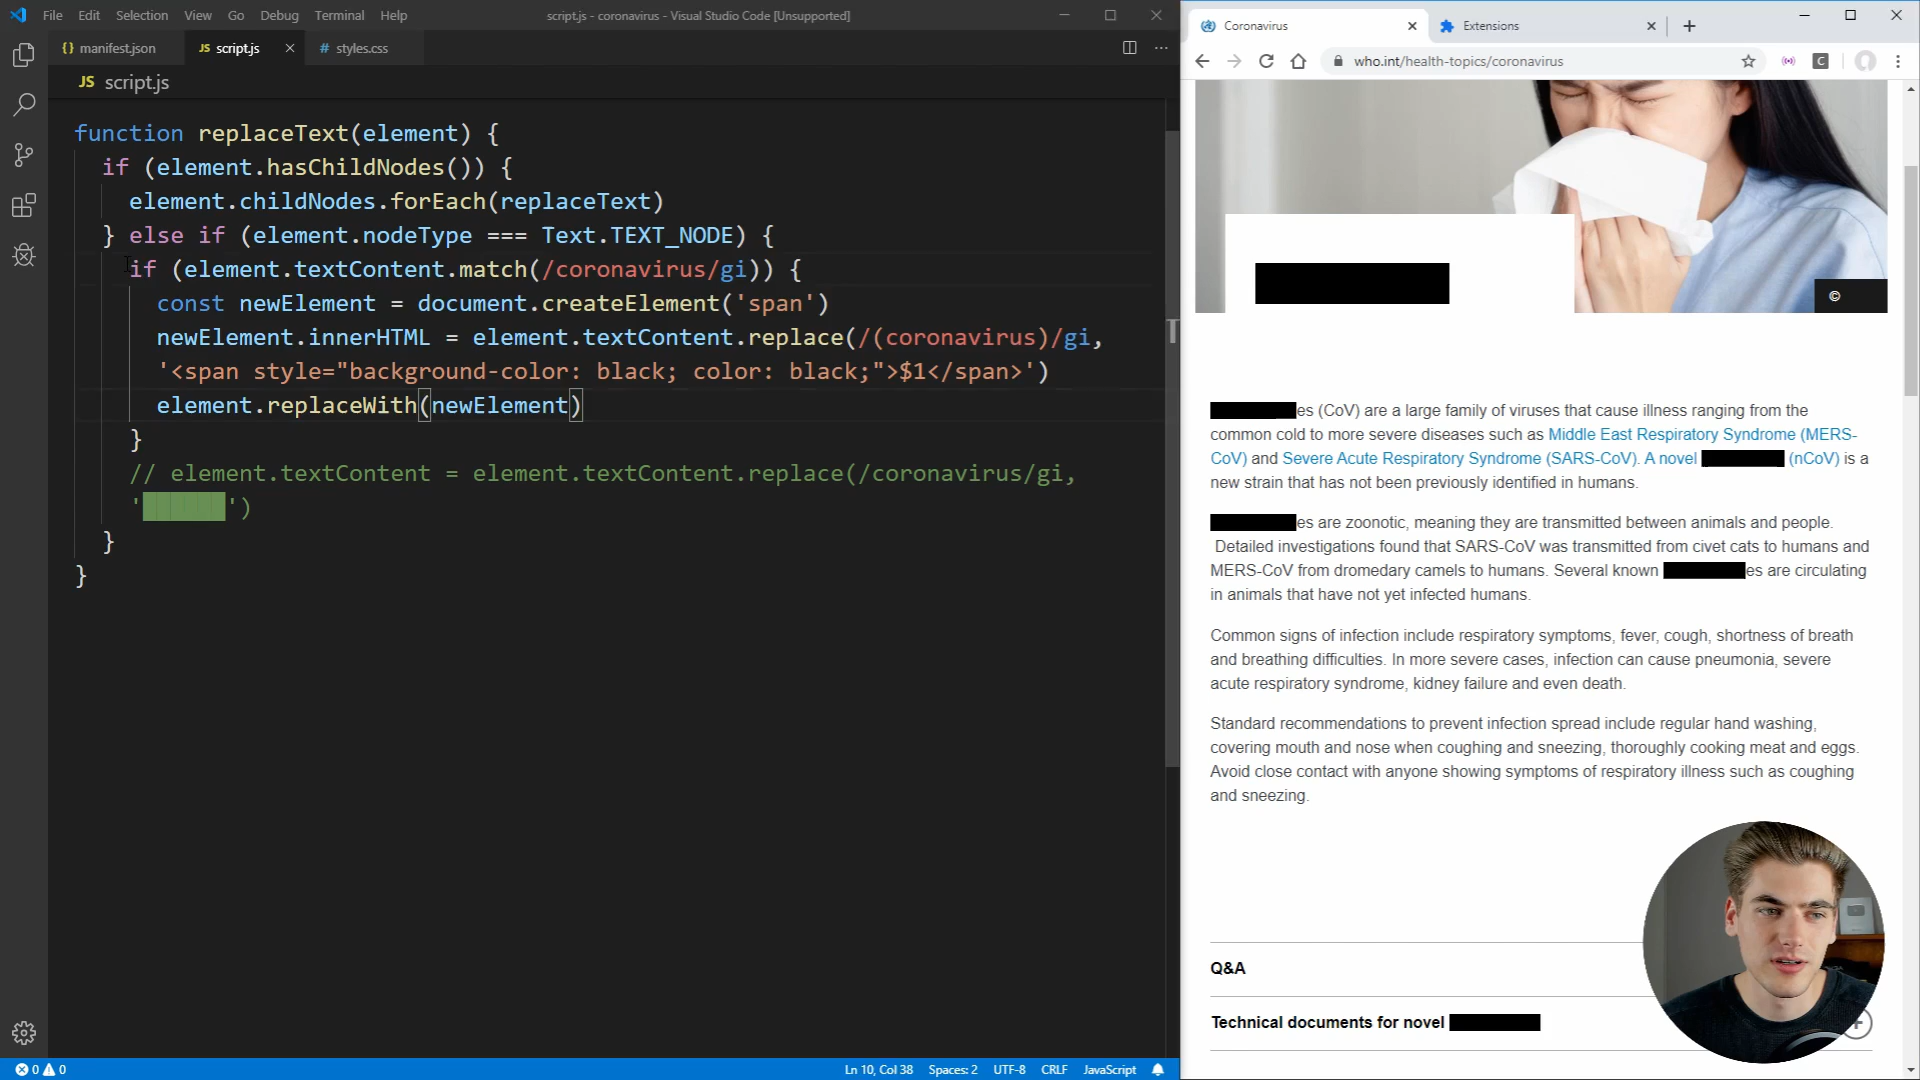 File Edit Selection View Go Debug Terminal Help
script.js - coronavirus - Visual Studio Code [Unsupported]
{} manifest.json
JS script.js
# styles.css
JS script.js
function replaceText(element) {
if (element.hasChildNodes()) {
element.childNodes.forEach(replaceText)
} else if (element.nodeType === Text.TEXT_NODE) {
if (element.textContent.match(/coronavirus/gi)) {
const newElement = document.createElement('span')
newElement.innerHTML = element.textContent.replace(/(coronavirus)/gi,
'<span style="background-color: black; color: black;">$1</span>')
element.replaceWith(newElement)
}
// element.textContent = element.textContent.replace(/coronavirus/gi,
'██████')
}
}
0 0
Ln 10, Col 38 Spaces: 2 UTF-8 CRLF JavaScript
Coronavirus
Extensions
who.int/health-topics/coronavirus
C
©
es (CoV) are a large family of viruses that cause illness ranging from the
common cold to more severe diseases such as Middle East Respiratory Syndrome (MERS-
CoV) and Severe Acute Respiratory Syndrome (SARS-CoV). A novel (nCoV) is a
new strain that has not been previously identified in humans.
es are zoonotic, meaning they are transmitted between animals and people.
Detailed investigations found that SARS-CoV was transmitted from civet cats to humans and
MERS-CoV from dromedary camels to humans. Several known es are circulating
in animals that have not yet infected humans.
Common signs of infection include respiratory symptoms, fever, cough, shortness of breath
and breathing difficulties. In more severe cases, infection can cause pneumonia, severe
acute respiratory syndrome, kidney failure and even death.
Standard recommendations to prevent infection spread include regular hand washing,
covering mouth and nose when coughing and sneezing, thoroughly cooking meat and eggs.
Avoid close contact with anyone showing symptoms of respiratory illness such as coughing
and sneezing.
Q&A
Technical documents for novel